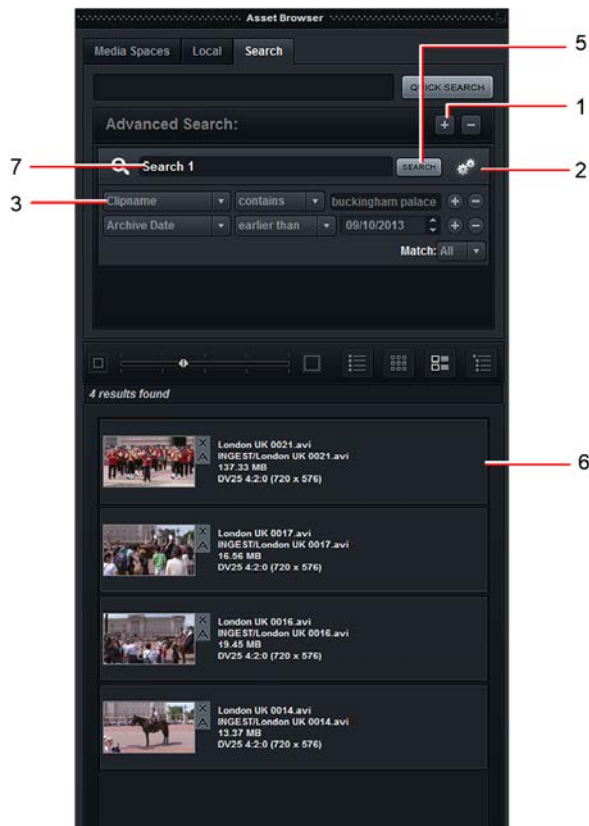 Asset Browser
Media Spaces Local Search
QUICK SEARCH
5
Advanced Search: + −
1
7
Search 1 SEARCH
2
3
Clipname contains buckingham palace + −
Archive Date earlier than 09/10/2013 + −
Match: All
4 results found
London UK 0021.avi
INGEST/London UK 0021.avi
137.33 MB
DV25 4:2:0 (720 x 576)
6
X
A
London UK 0017.avi
INGEST/London UK 0017.avi
16.56 MB
DV25 4:2:0 (720 x 576)
X
A
London UK 0016.avi
INGEST/London UK 0016.avi
19.45 MB
DV25 4:2:0 (720 x 576)
X
A
London UK 0014.avi
INGEST/London UK 0014.avi
13.37 MB
DV25 4:2:0 (720 x 576)
X
A